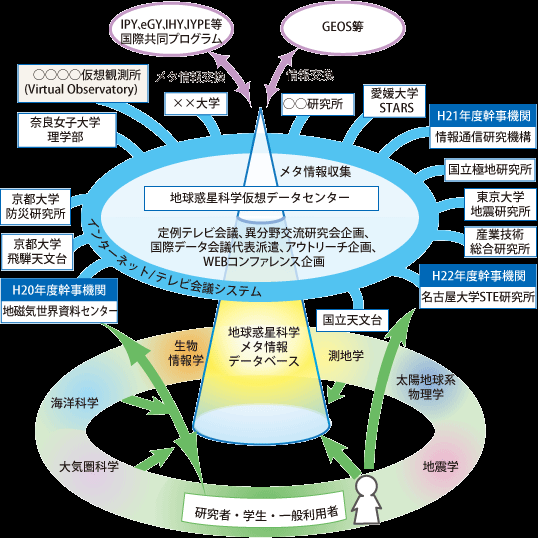 IPY,eGY,IHY,IYPE等
国際共同プログラム
GEOS等
メタ情報交換
情報交換
〇〇〇〇仮想観測所
(Virtual Observatory)
××大学
〇〇研究所
愛媛大学
STARS
奈良女子大学
理学部
H21年度幹事機関
情報通信研究機構
メタ情報収集
国立極地研究所
地球惑星科学仮想データセンター
京都大学
防災研究所
東京大学
地震研究所
定例テレビ会議、異分野交流研究会企画、
国際データ会議代表派遣、アウトリーチ企画、
WEBコンファレンス企画
京都大学
飛騨天文台
産業技術
総合研究所
インターネット/テレビ会議システム
H20年度幹事機関
地磁気世界資料センター
H22年度幹事機関
名古屋大学STE研究所
国立天文台
地球惑星科学
メタ情報
データベース
生物
情報学
測地学
太陽地球系
物理学
海洋科学
大気圏科学
地震学
研究者・学生・一般利用者